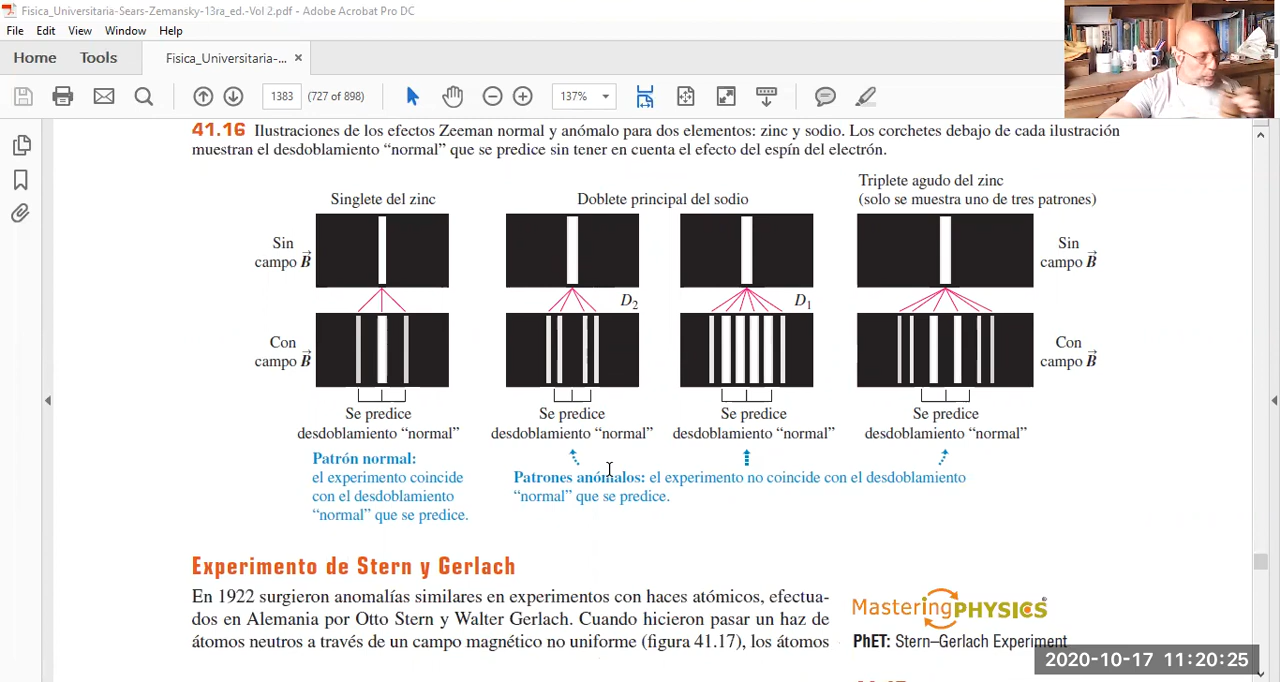 Fisica_Universitaria-Sears-Zemansky-13ra_ed.-Vol 2.pdf - Adobe Acrobat Pro DC
File Edit View Window Help
Home Tools Fisica_Universitaria-... ×
1383 (727 of 898) 137%
41.16 Ilustraciones de los efectos Zeeman normal y anómalo para dos elementos: zinc y sodio. Los corchetes debajo de cada ilustración
muestran el desdoblamiento “normal” que se predice sin tener en cuenta el efecto del espín del electrón.
Singlete del zinc
Doblete principal del sodio
Triplete agudo del zinc
(solo se muestra uno de tres patrones)
Sin
campo B
Sin
campo B
D2
D1
Con
campo B
Con
campo B
Se predice
desdoblamiento “normal”
Se predice
desdoblamiento “normal”
Se predice
desdoblamiento “normal”
Se predice
desdoblamiento “normal”
Patrón normal:
el experimento coincide
con el desdoblamiento
“normal” que se predice.
Patrones anómalos: el experimento no coincide con el desdoblamiento
“normal” que se predice.
Experimento de Stern y Gerlach
En 1922 surgieron anomalías similares en experimentos con haces atómicos, efectua-
dos en Alemania por Otto Stern y Walter Gerlach. Cuando hicieron pasar un haz de
átomos neutros a través de un campo magnético no uniforme (figura 41.17), los átomos
MasteringPHYSICS®
PhET: Stern–Gerlach Experiment
2020-10-17 11:20:25